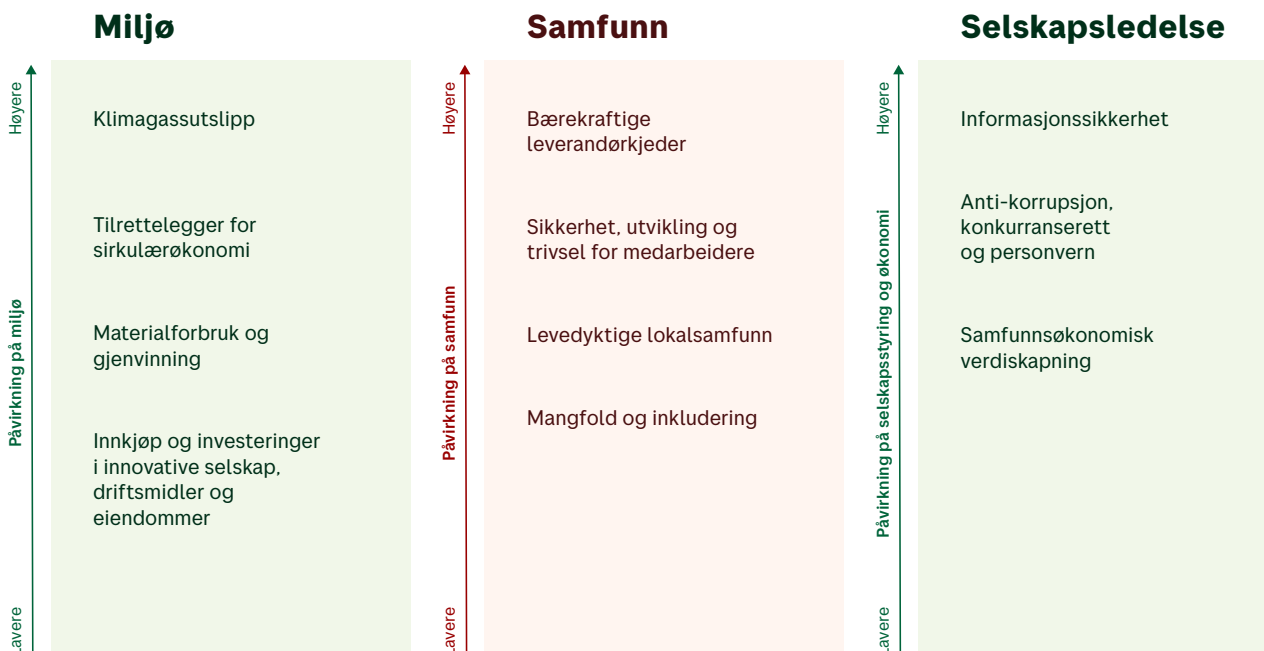 Miljø
Høyere
Påvirkning på miljø
Klimagassutslipp
Tilrettelegger for
sirkulærøkonomi
Materialforbruk og
gjenvinning
Innkjøp og investeringer
i innovative selskap,
driftsmidler og
eiendommer
Samfunn
Høyere
Påvirkning på samfunn
Bærekraftige
leverandørkjeder
Sikkerhet, utvikling og
trivsel for medarbeidere
Levedyktige lokalsamfunn
Mangfold og inkludering
Selskapsledelse
Høyere
Påvirkning på selskapsstyring og økonomi
Informasjonssikkerhet
Anti-korrupsjon,
konkurranserett
og personvern
Samfunnsøkonomisk
verdiskapning